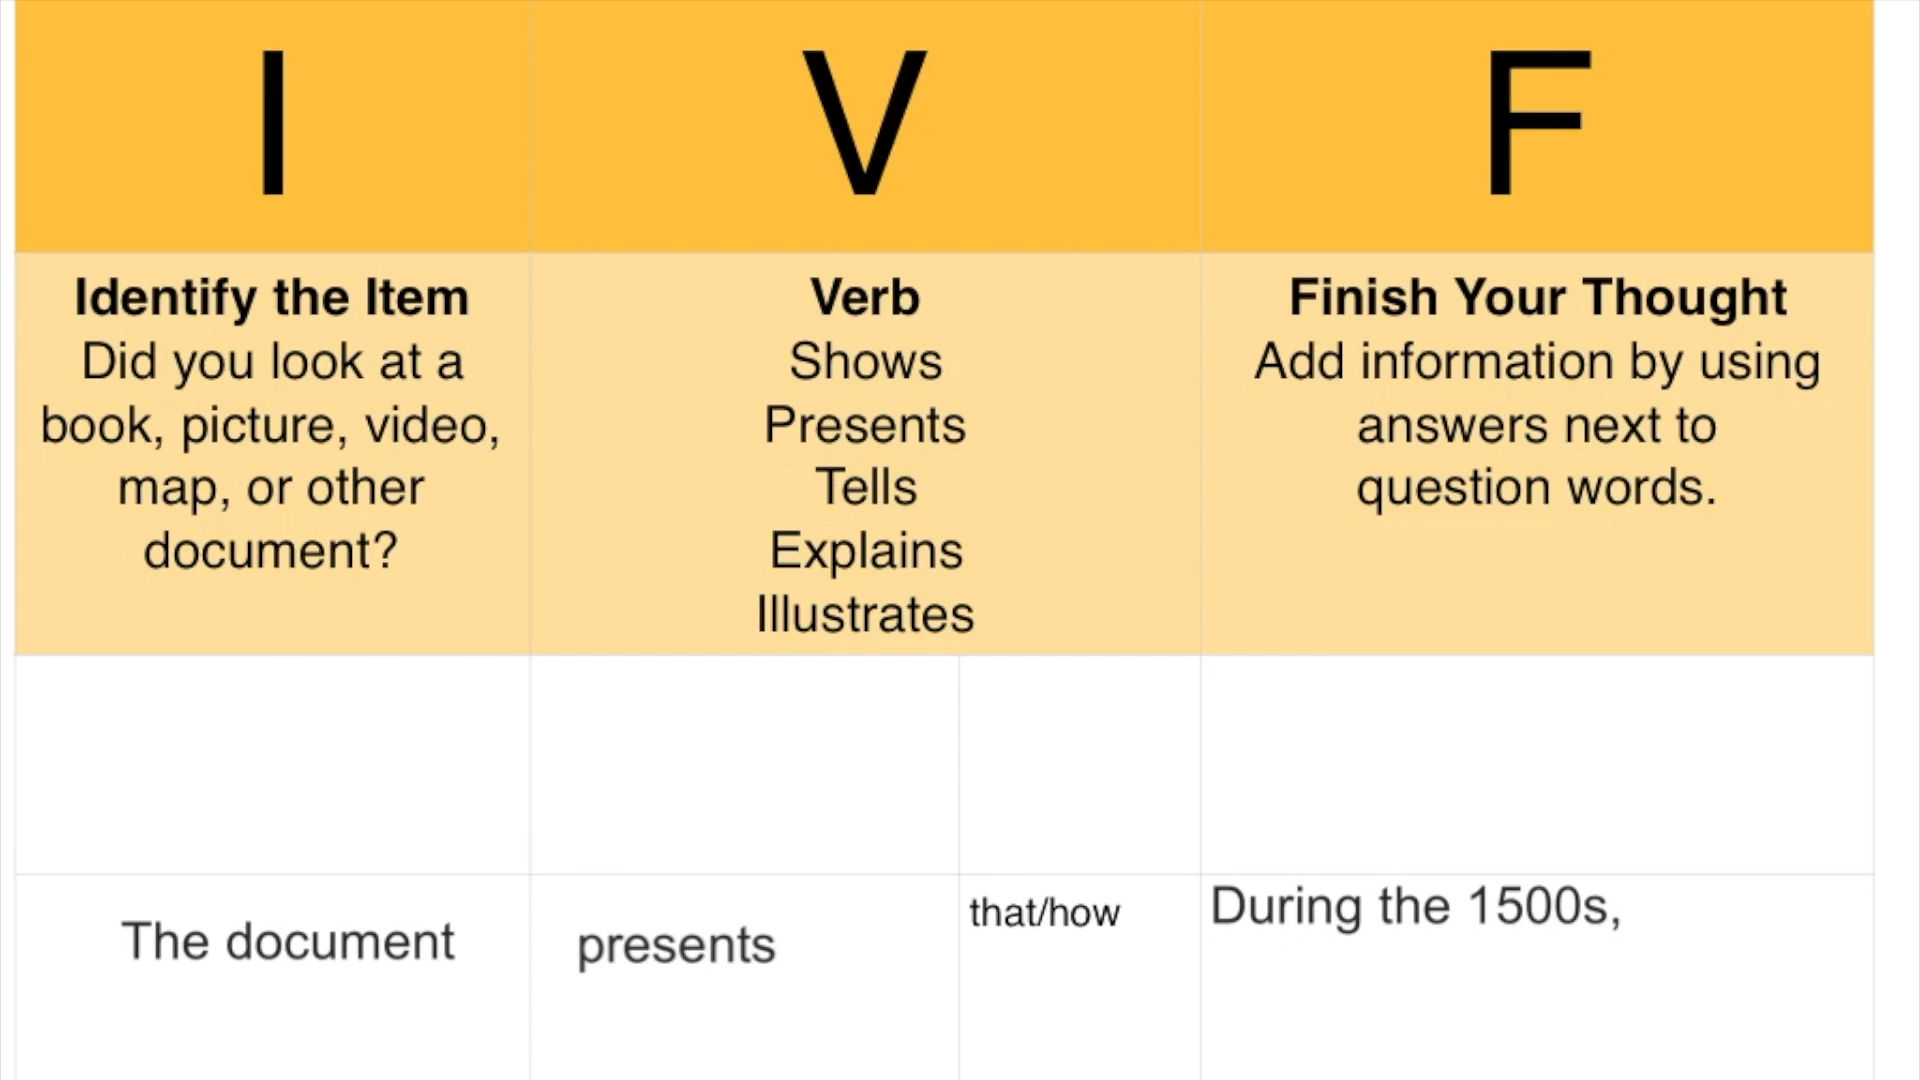 I
V
F
Identify the Item
Did you look at a
book, picture, video,
map, or other
document?
Verb
Shows
Presents
Tells
Explains
Illustrates
Finish Your Thought
Add information by using
answers next to
question words.
The document
presents
that/how
During the 1500s,